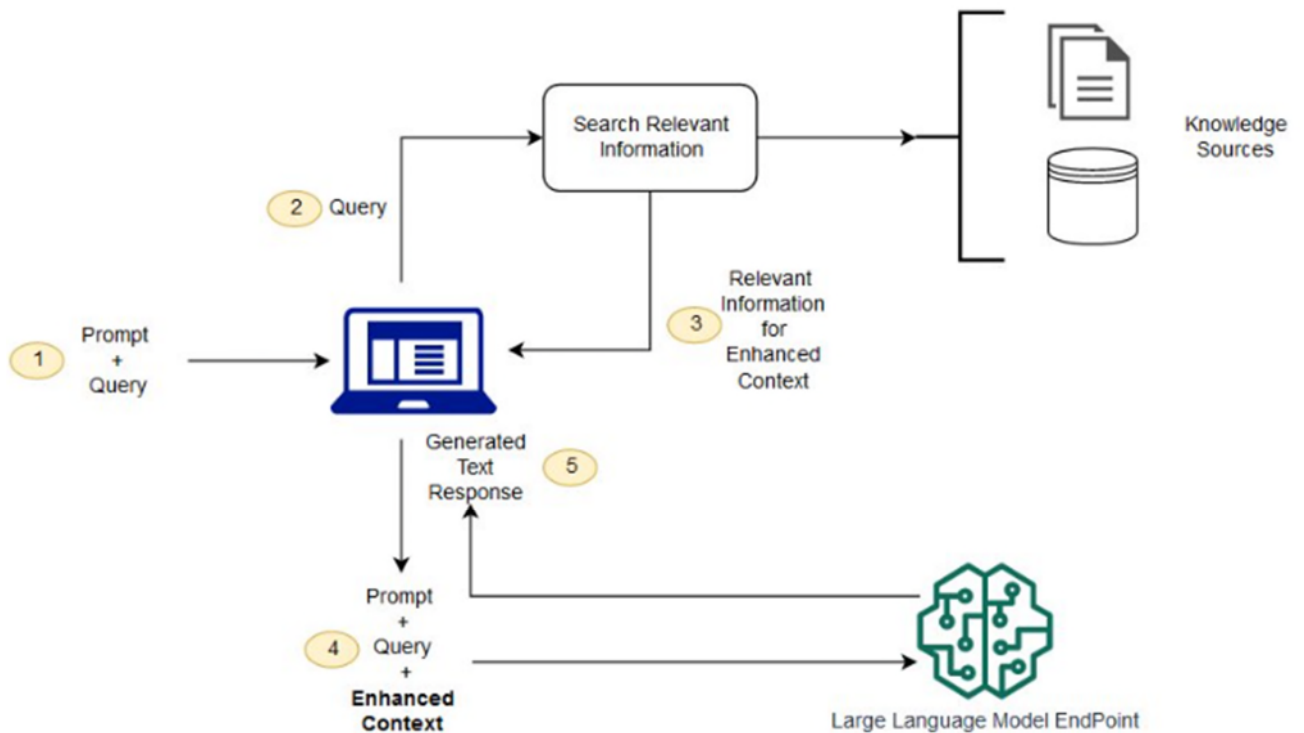 Search Relevant
Information
Knowledge
Sources
2
Query
Relevant
Information
for
Enhanced
Context
3
1
Prompt
+
Query
Generated
Text
Response
5
Prompt
+
Query
+
Enhanced
Context
4
Large Language Model EndPoint